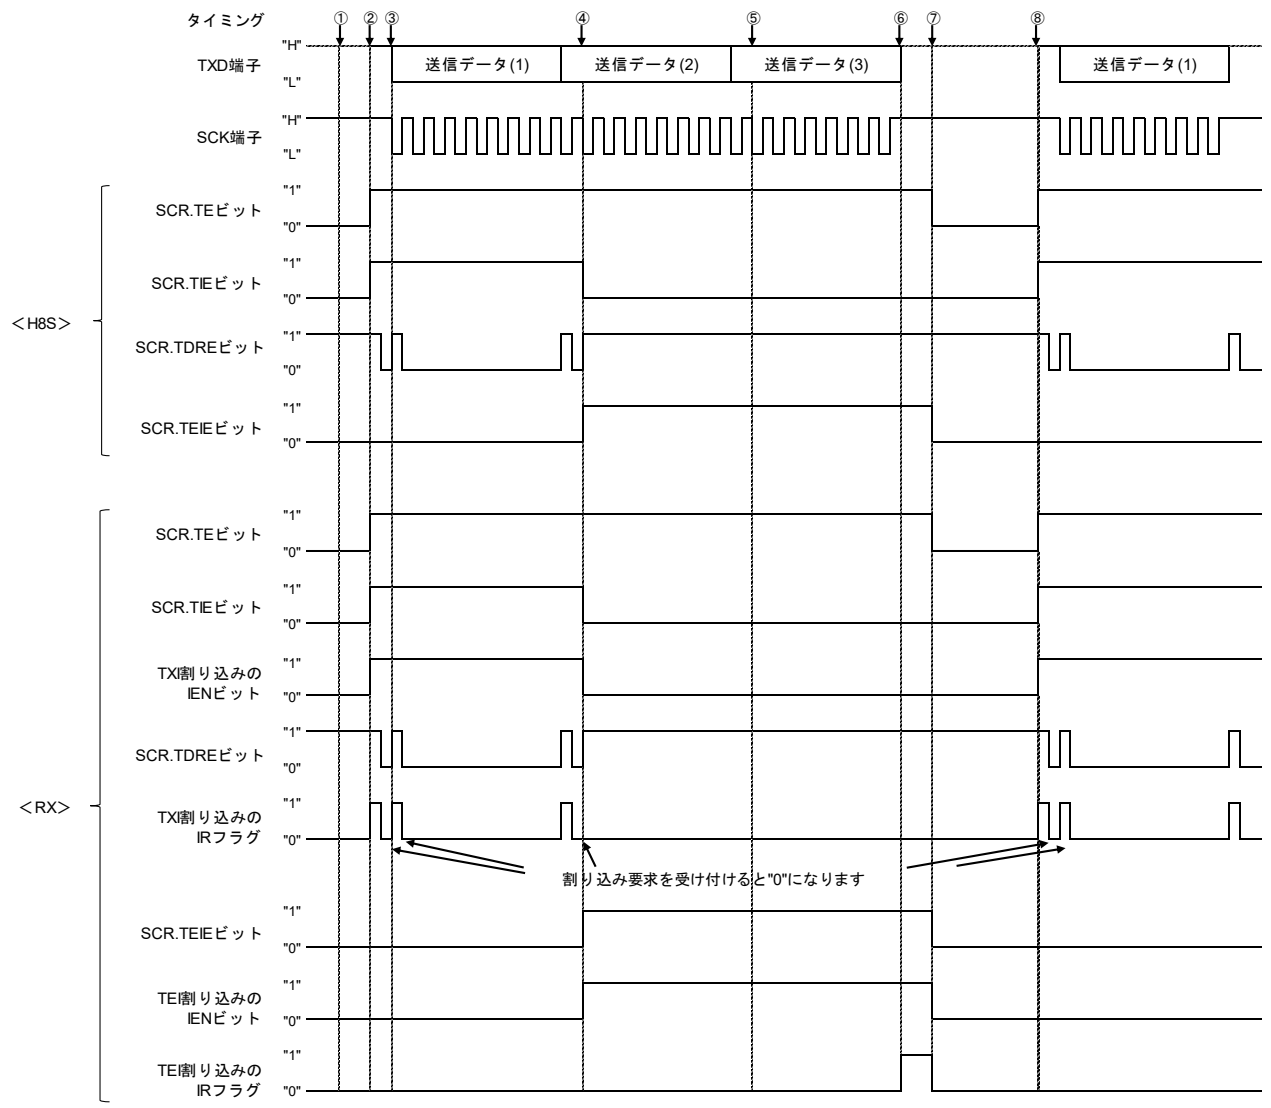 タイミング ① ② ③ ④ ⑤ ⑥ ⑦ ⑧
"H"
TXD端子 送信データ(1) 送信データ(2) 送信データ(3) 送信データ(1)
"L"
"H"
SCK端子
"L"
"1"
SCR.TEビット
"0"
"1"
SCR.TIEビット
"0"
<H8S>
"1"
SCR.TDREビット
"0"
"1"
SCR.TEIEビット
"0"
"1"
SCR.TEビット
"0"
"1"
SCR.TIEビット
"0"
"1"
TXI割り込みの
IENビット
"0"
"1"
SCR.TDREビット
"0"
<RX>
"1"
TXI割り込みの
IRフラグ
"0"
割り込み要求を受け付けると"0"になります
"1"
SCR.TEIEビット
"0"
"1"
TEI割り込みの
IENビット
"0"
"1"
TEI割り込みの
IRフラグ
"0"